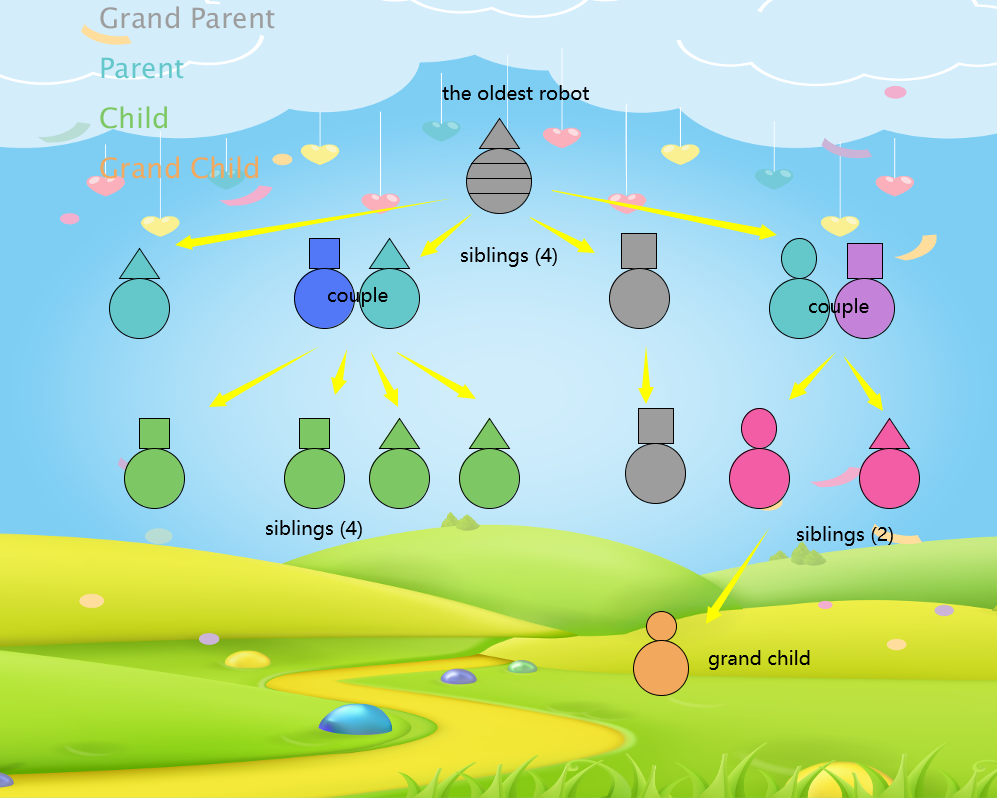 Grand Parent
Parent
the oldest robot
Child
Grand Child
siblings (4)
couple
couple
siblings (4)
siblings (2)
grand child